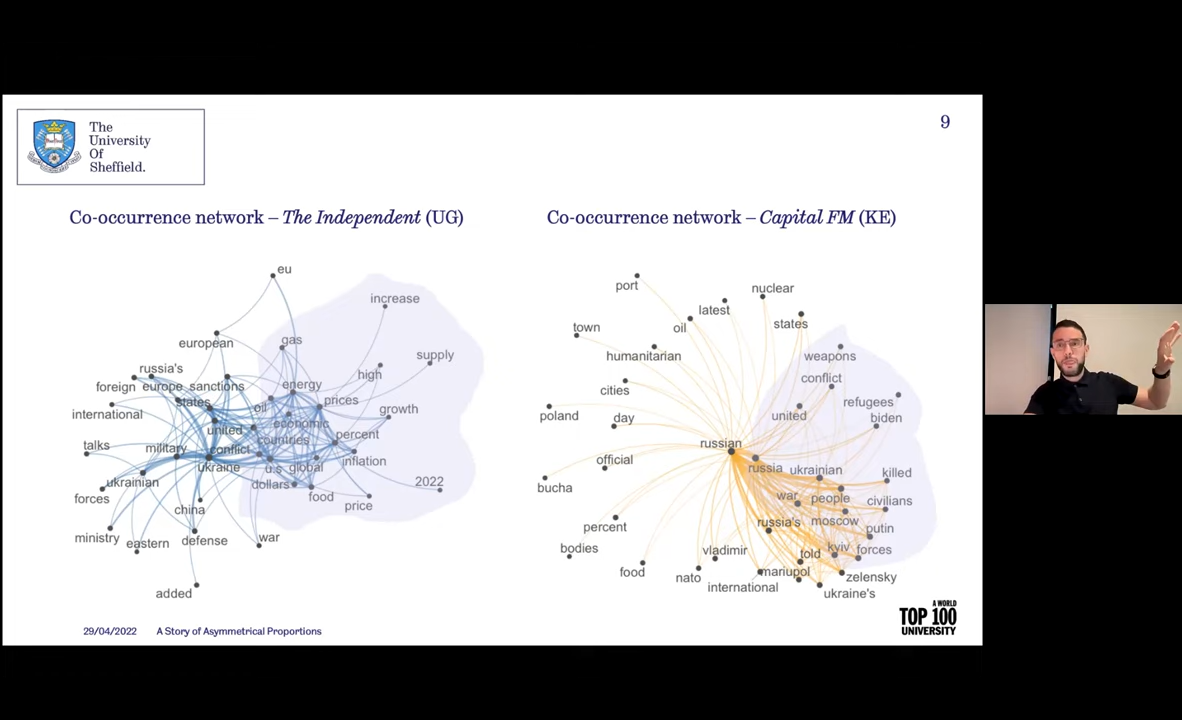 The
University
Of
Sheffield.
9
Co-occurrence network – The Independent (UG)
eu
increase
european
gas
supply
russia's
foreign
europe
sanctions
high
energy
states
oil
prices
growth
international
united
economic
countries
percent
talks
military
conflict
ukraine
u.s
global
inflation
ukrainian
dollars
food
2022
forces
price
china
ministry
eastern
defense
war
added
Co-occurrence network – Capital FM (KE)
port
nuclear
latest
oil
states
town
humanitarian
weapons
conflict
cities
refugees
poland
day
united
biden
russian
official
russia
ukrainian
killed
bucha
war
people
civilians
percent
russia's
moscow
putin
bodies
vladimir
told
kyiv
forces
food
nato
mariupol
zelensky
international
ukraine's
29/04/2022
A Story of Asymmetrical Proportions
A WORLD
TOP 100
UNIVERSITY